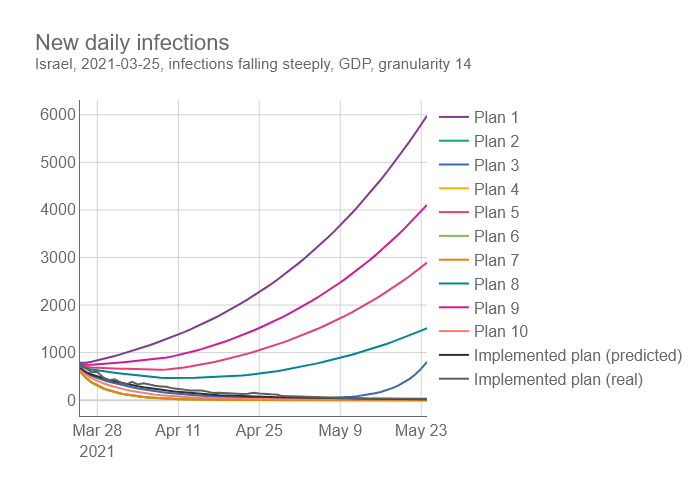 New daily infections
Israel, 2021-03-25, infections falling steeply, GDP, granularity 14
6000
5000
4000
3000
2000
1000
0
Mar 28
2021
Apr 11
Apr 25
May 9
May 23
Plan 1
Plan 2
Plan 3
Plan 4
Plan 5
Plan 6
Plan 7
Plan 8
Plan 9
Plan 10
Implemented plan (predicted)
Implemented plan (real)